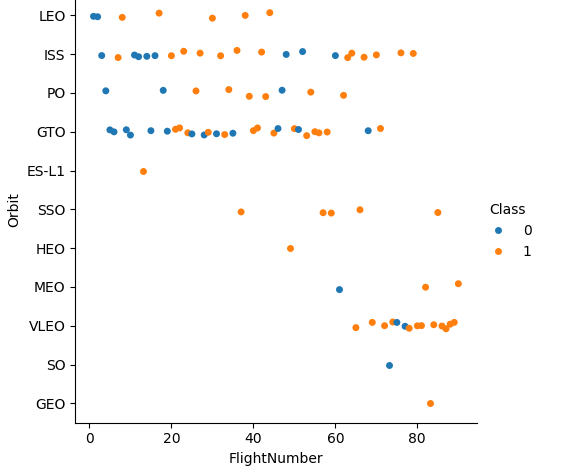 LEO
ISS
PO
GTO
ES-L1
SSO
HEO
MEO
VLEO
SO
GEO
Orbit
0
20
40
60
80
FlightNumber
Class
0
1